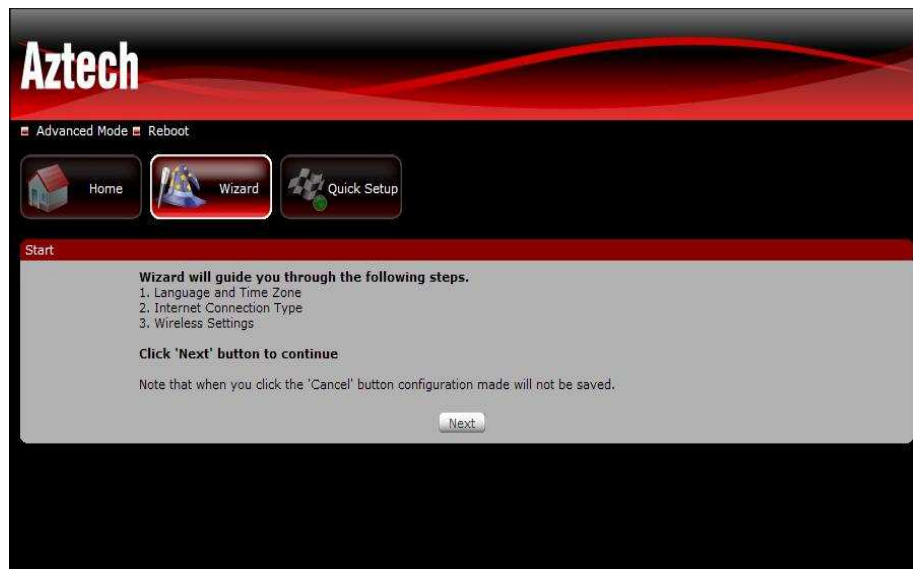 Aztech
Advanced Mode Reboot
Home Wizard Quick Setup
Start
Wizard will guide you through the following steps.
1. Language and Time Zone
2. Internet Connection Type
3. Wireless Settings
Click 'Next' button to continue
Note that when you click the 'Cancel' button configuration made will not be saved.
Next